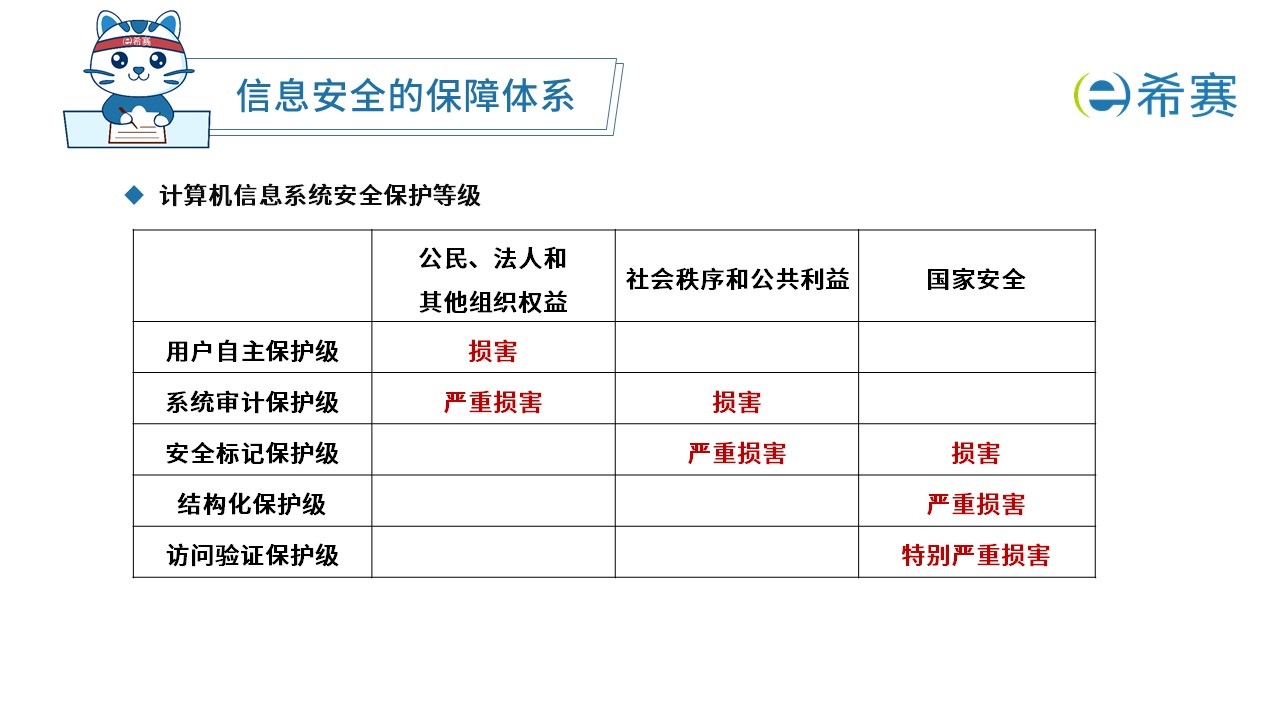 希赛
信息安全的保障体系
希赛
计算机信息系统安全保护等级
公民、法人和
其他组织权益
社会秩序和公共利益
国家安全
用户自主保护级
损害
系统审计保护级
严重损害
损害
安全标记保护级
严重损害
损害
结构化保护级
严重损害
访问验证保护级
特别严重损害